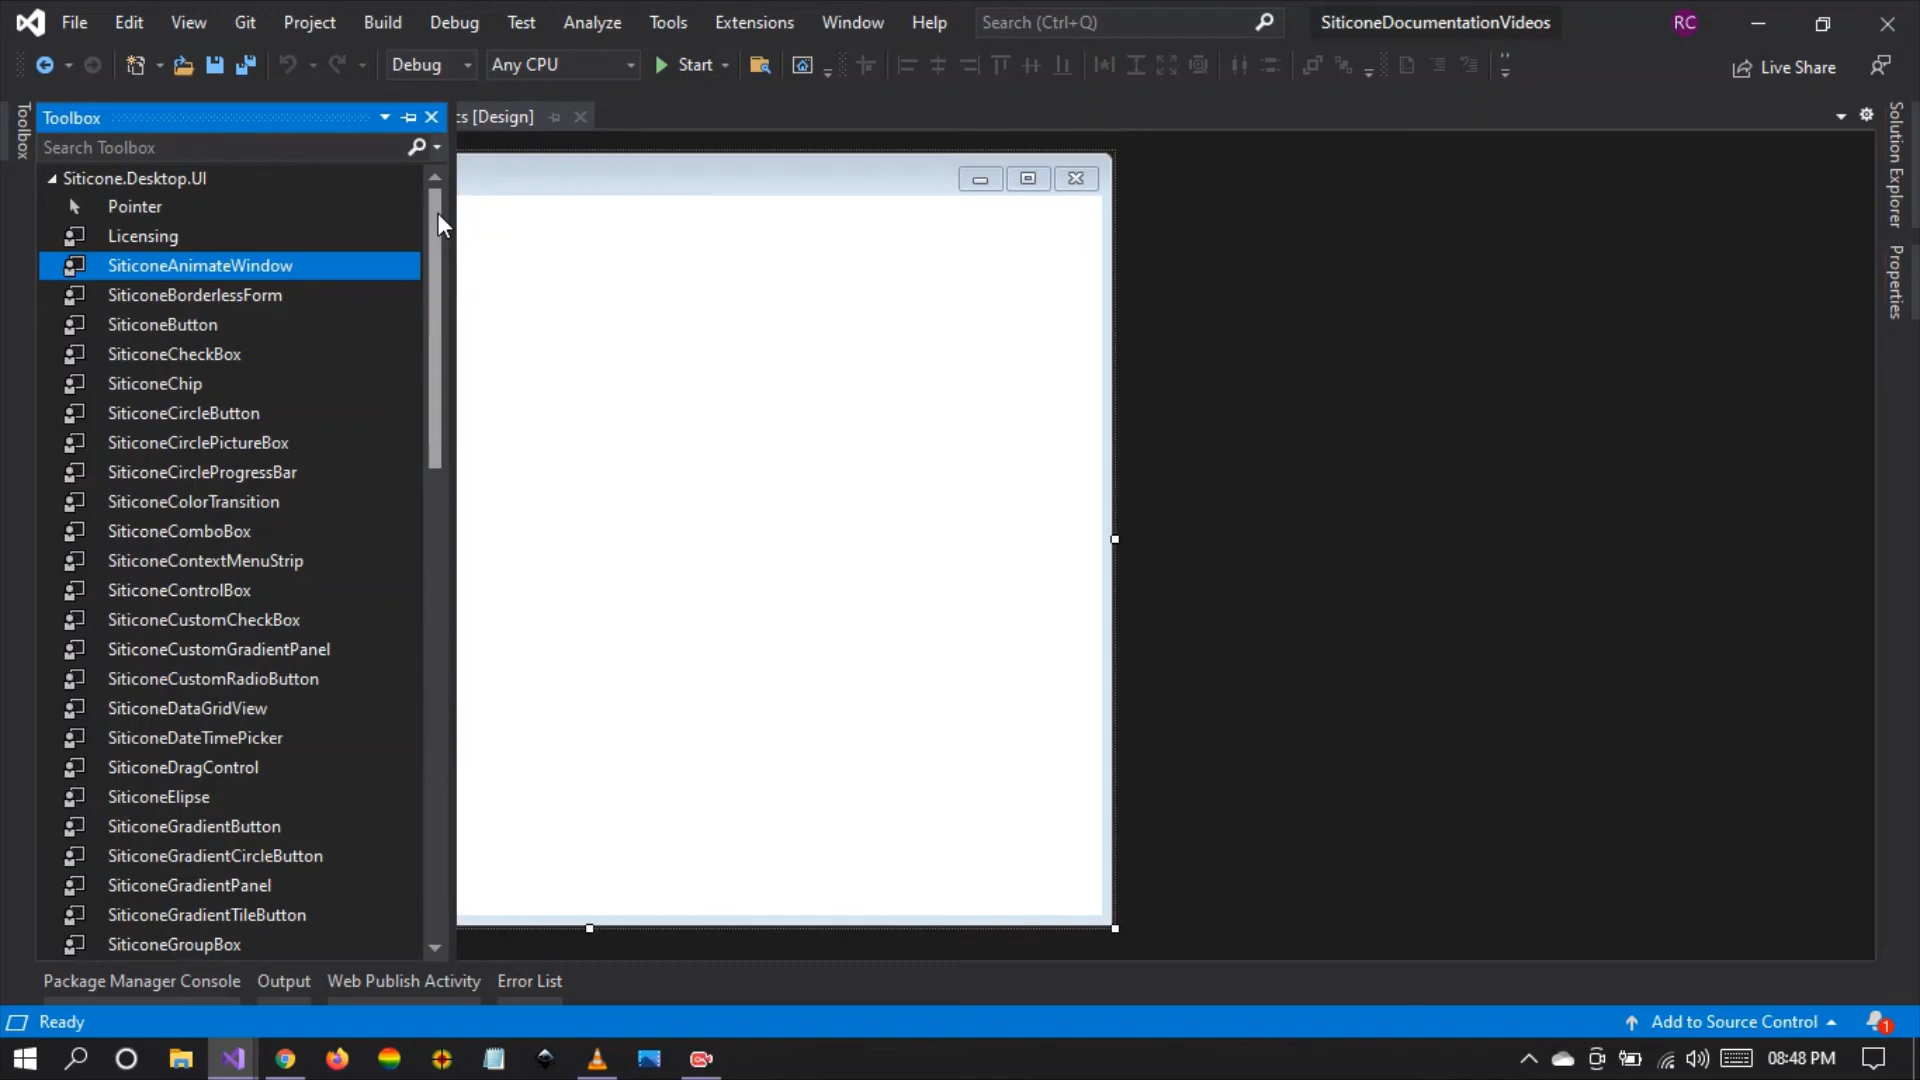 File Edit View Git Project Build Debug Test Analyze Tools Extensions Window Help Search (Ctrl+Q) SiticoneDocumentationVideos RC
Debug Any CPU Start Live Share
Toolbox
Toolbox
cs [Design]
Search Toolbox
Siticone.Desktop.UI
Pointer
Licensing
SiticoneAnimateWindow
SiticoneBorderlessForm
SiticoneButton
SiticoneCheckBox
SiticoneChip
SiticoneCircleButton
SiticoneCirclePictureBox
SiticoneCircleProgressBar
SiticoneColorTransition
SiticoneComboBox
SiticoneContextMenuStrip
SiticoneControlBox
SiticoneCustomCheckBox
SiticoneCustomGradientPanel
SiticoneCustomRadioButton
SiticoneDataGridView
SiticoneDateTimePicker
SiticoneDragControl
SiticoneElipse
SiticoneGradientButton
SiticoneGradientCircleButton
SiticoneGradientPanel
SiticoneGradientTileButton
SiticoneGroupBox
Solution Explorer
Properties
Package Manager Console Output Web Publish Activity Error List
Ready Add to Source Control 1
08:48 PM